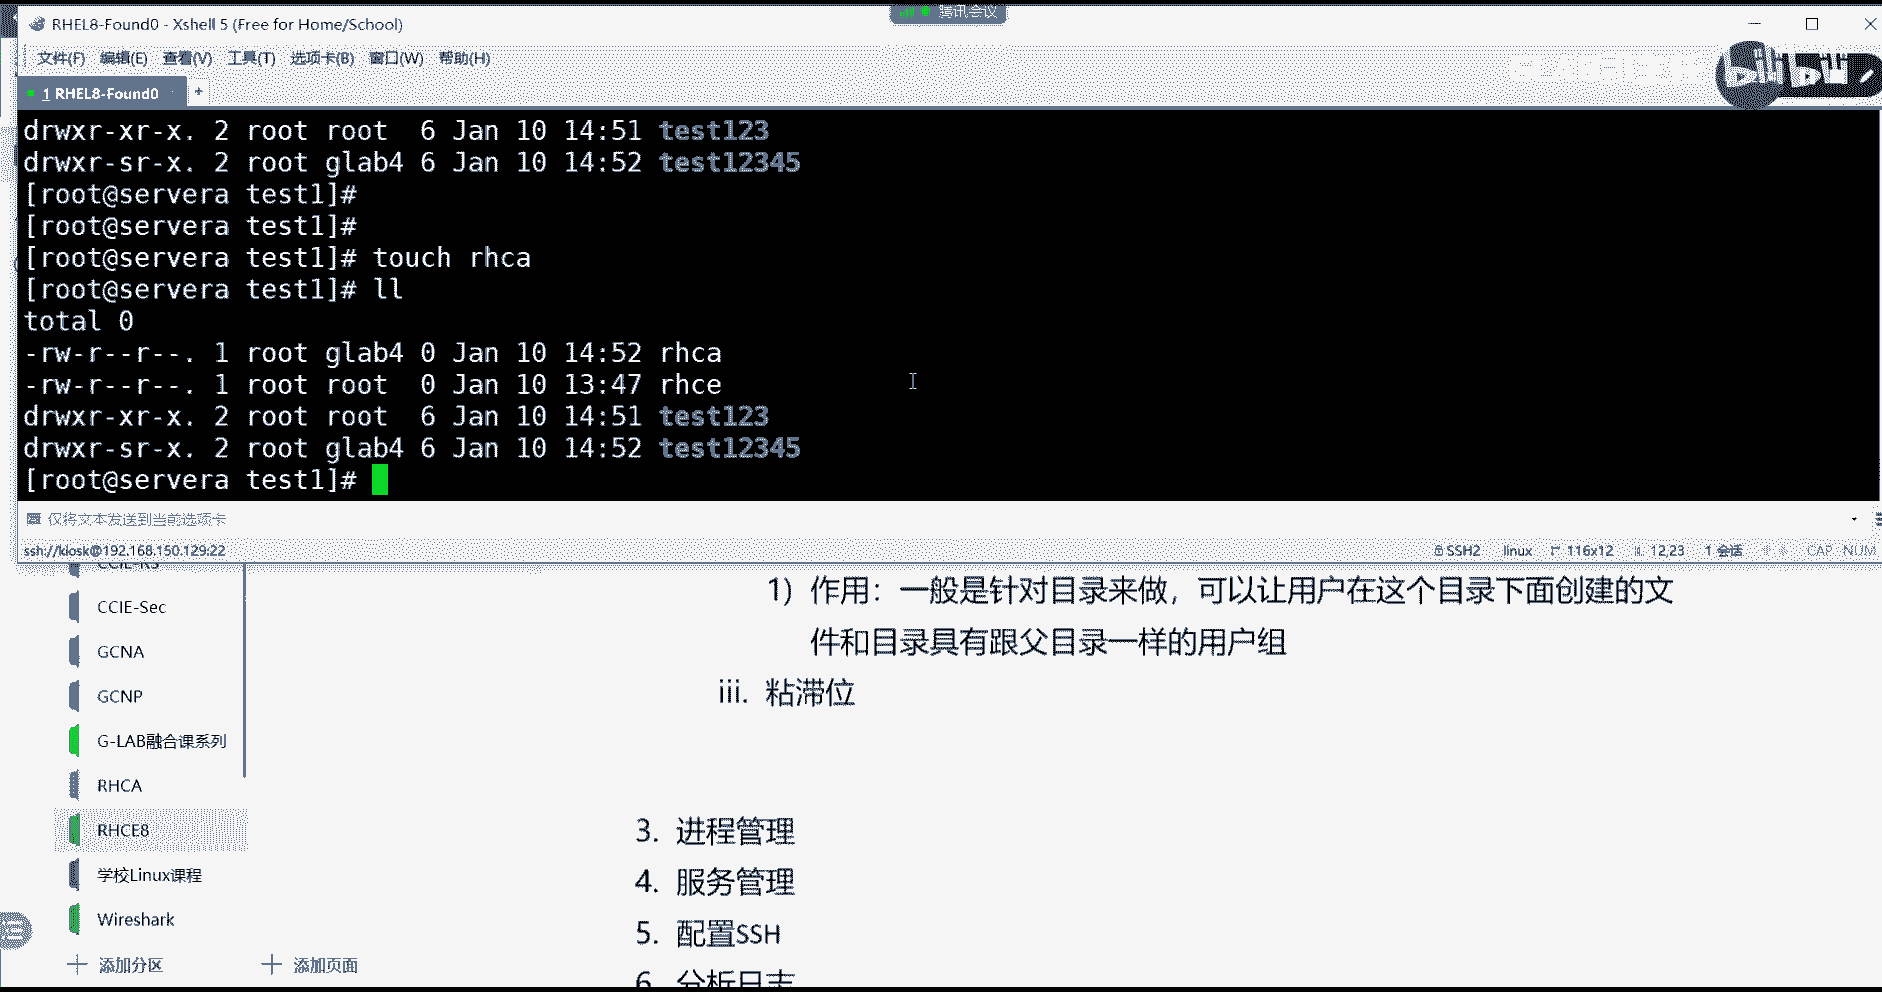 腾讯会议
RHEL8-Found0 - Xshell 5 (Free for Home/School)
文件(F) 编辑(E) 查看(V) 工具(T) 选项卡(B) 窗口(W) 帮助(H)
bilibili
1 RHEL8-Found0 +
drwxr-xr-x. 2 root root 6 Jan 10 14:51 test123
drwxr-sr-x. 2 root glab4 6 Jan 10 14:52 test12345
[root@servera test1]#
[root@servera test1]#
[root@servera test1]# touch rhca
[root@servera test1]# ll
total 0
-rw-r--r--. 1 root glab4 0 Jan 10 14:52 rhca
-rw-r--r--. 1 root root 0 Jan 10 13:47 rhce
drwxr-xr-x. 2 root root 6 Jan 10 14:51 test123
drwxr-sr-x. 2 root glab4 6 Jan 10 14:52 test12345
[root@servera test1]#
仅将文本发送到当前选项卡
ssh://kiosk@192.168.150.129:22 SSH2 linux 116x12 12,23 1 会话 CAP NUM
CCIE-RS
CCIE-Sec
GCNA
GCNP
G-LAB融合课系列
RHCA
RHCE8
学校Linux课程
Wireshark
添加分区
添加页面
1) 作用：一般是针对目录来做，可以让用户在这个目录下面创建的文
件和目录具有跟父目录一样的用户组
iii. 粘滞位
3. 进程管理
4. 服务管理
5. 配置SSH
6. 分析日志